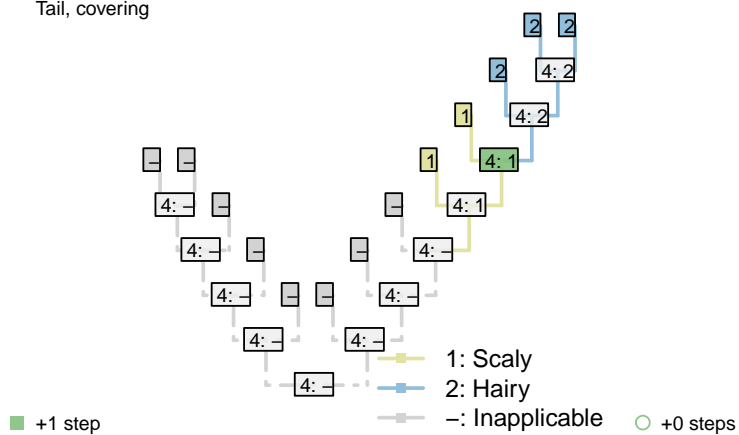 Tail, covering
2 2
2 4: 2
1 4: 2
– – 1 4: 1
4: – – – 4: 1
4: – – – 4: –
4: – – – 4: –
4: – 4: –
1: Scaly
4: – 2: Hairy
–: Inapplicable
+1 step +0 steps